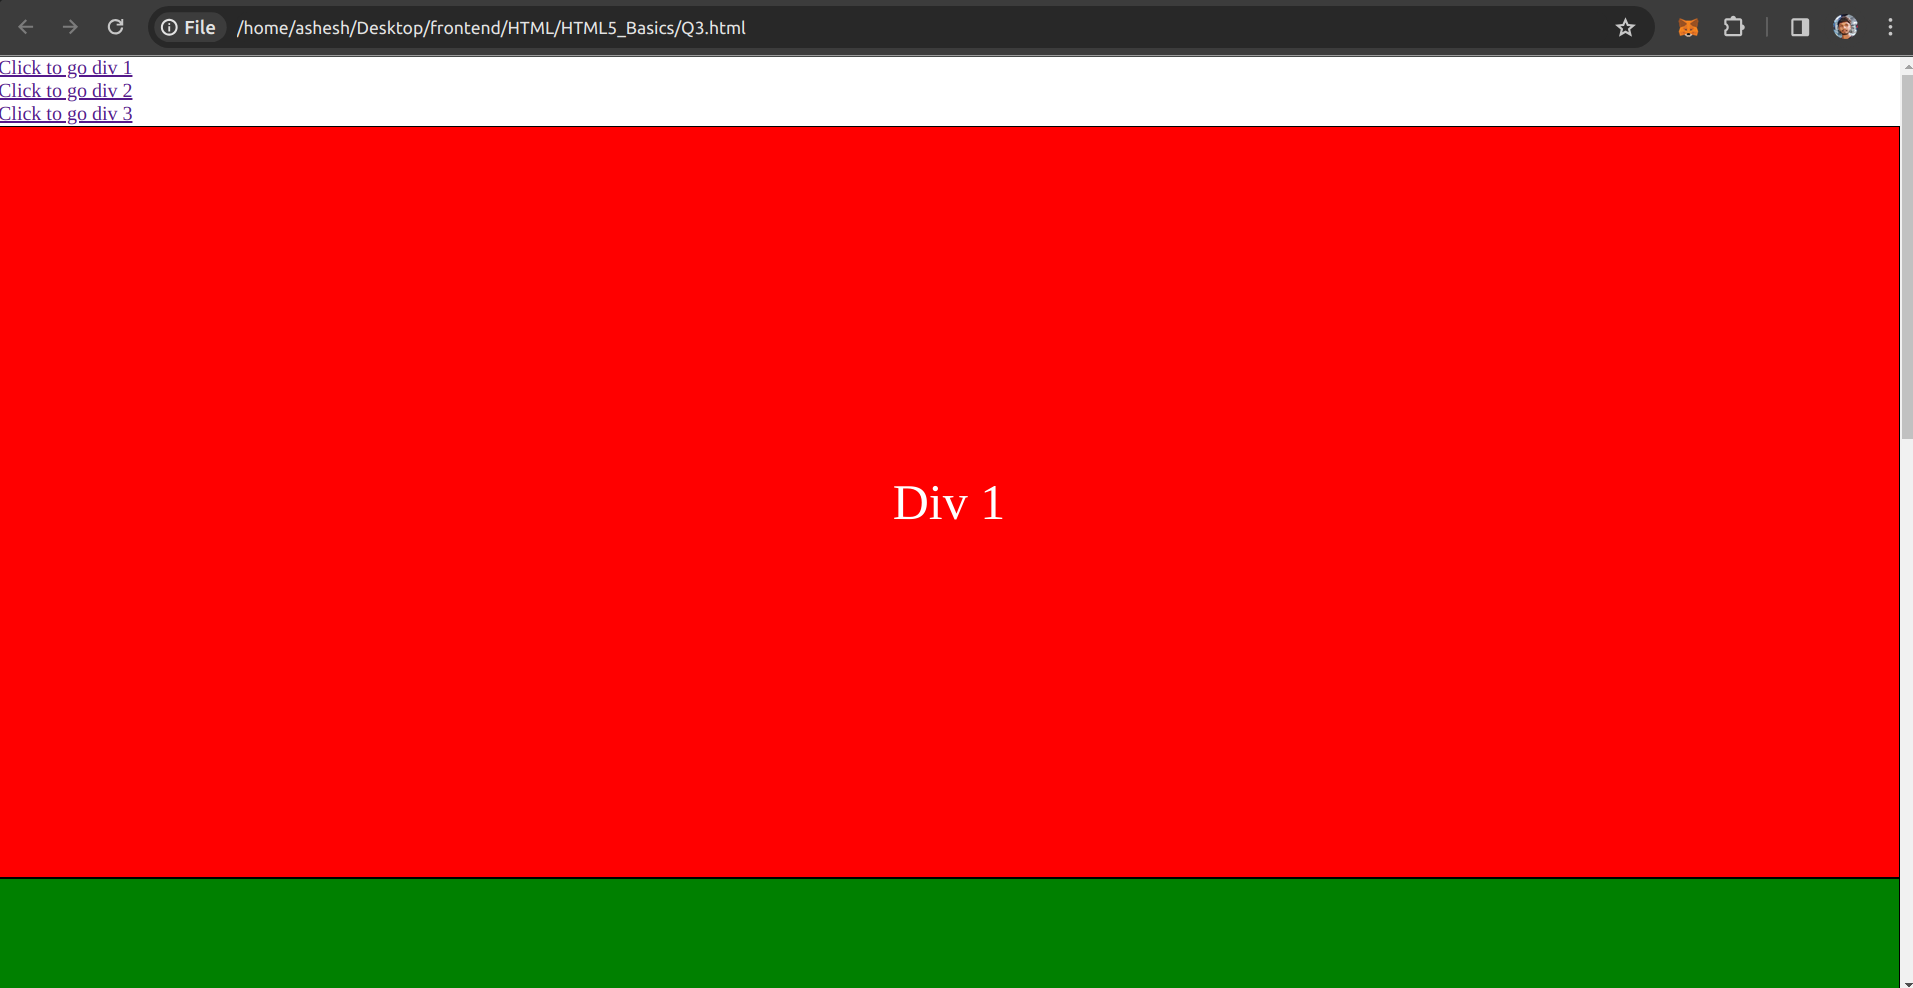 File /home/ashesh/Desktop/frontend/HTML/HTML5_Basics/Q3.html
Click to go div 1
Click to go div 2
Click to go div 3
Div 1